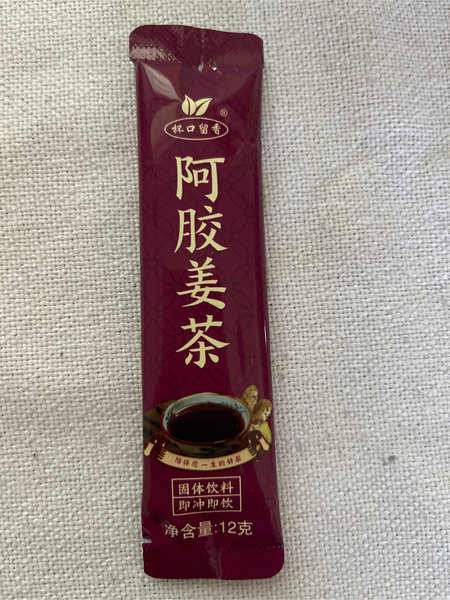 ®
杯口留香
阿胶姜茶
陪伴您一生的好茶
固体饮料
即冲即饮
净含量:12克